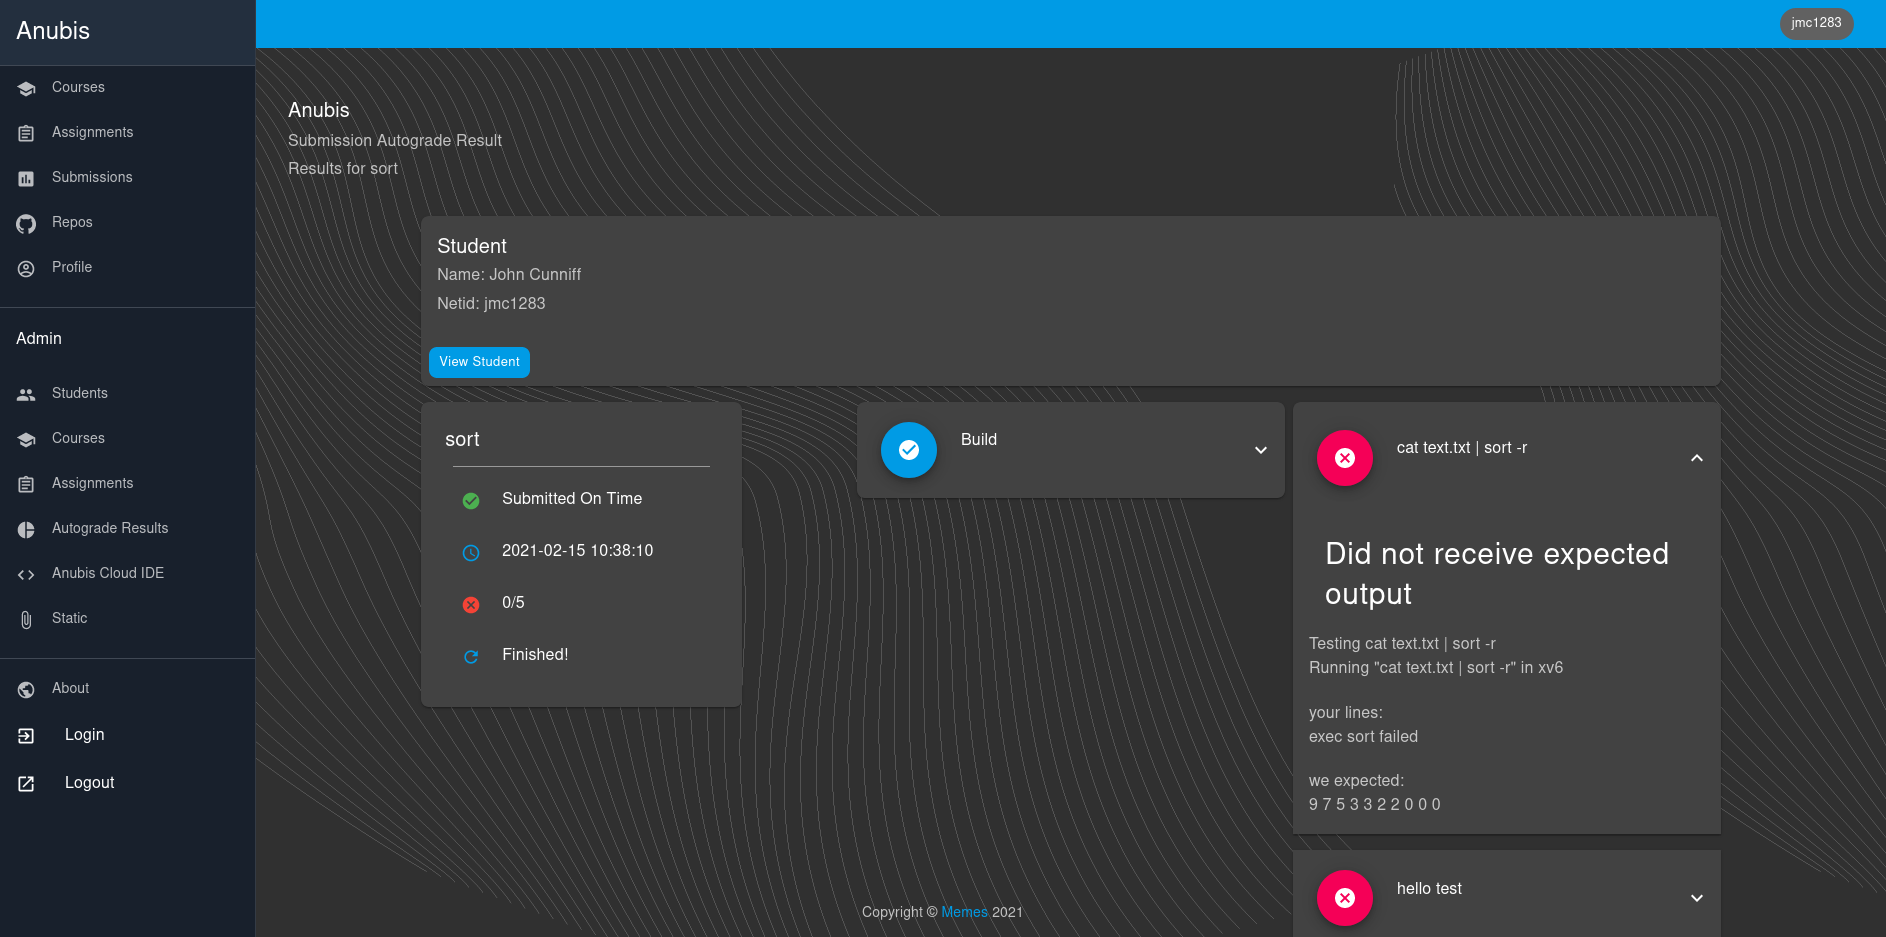 Anubis
jmc1283
Courses
Assignments
Submissions
Repos
Profile
Admin
Students
Courses
Assignments
Autograde Results
Anubis Cloud IDE
Static
About
Login
Logout
Anubis
Submission Autograde Result
Results for sort
Student
Name: John Cunniff
Netid: jmc1283
View Student
sort
Submitted On Time
2021-02-15 10:38:10
0/5
Finished!
Build
cat text.txt | sort -r
Did not receive expected
output
Testing cat text.txt | sort -r
Running "cat text.txt | sort -r" in xv6
your lines:
exec sort failed
we expected:
9 7 5 3 3 2 2 0 0 0
hello test
Copyright © Memes 2021